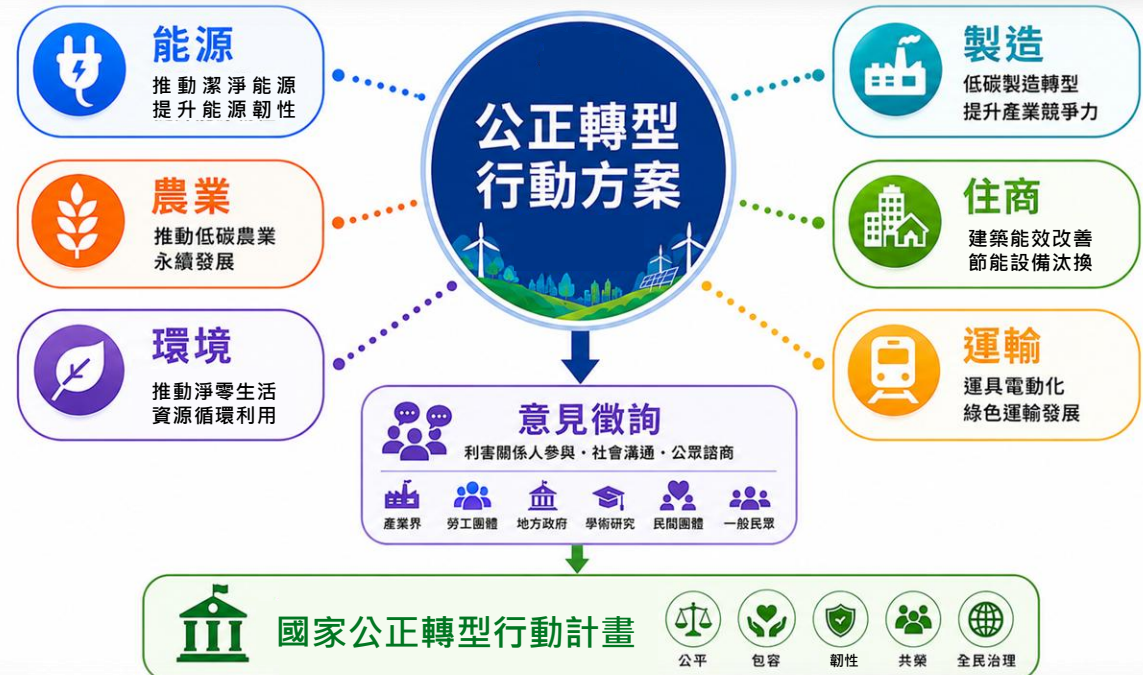 能源
推動潔淨能源
提升能源韌性
農業
推動低碳農業
永續發展
環境
推動淨零生活
資源循環利用
公正轉型
行動方案
製造
低碳製造轉型
提升產業競爭力
住商
建築能效改善
節能設備汰換
運輸
運具電動化
綠色運輸發展
意見徵詢
利害關係人參與・社會溝通・公眾諮商
產業界 勞工團體 地方政府 學術研究 民間團體 一般民眾
國家公正轉型行動計畫
公平 包容 韌性 共榮 全民治理